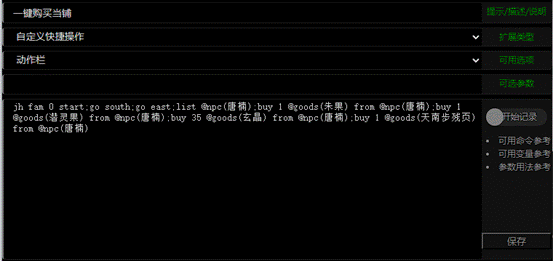 一键购买当铺
提示/描述/说明
自定义快捷操作
扩展类型
动作栏
可用选项
可选参数
jh fam 0 start;go south;go east;list @npc(唐楠);buy 1 @goods(朱果) from @npc(唐楠);buy 1
@goods(潜灵果) from @npc(唐楠);buy 35 @goods(玄晶) from @npc(唐楠);buy 1 @goods(天南步残页)
from @npc(唐楠)
开始记录
可用命令参考
可用变量参考
参数用法参考
保存